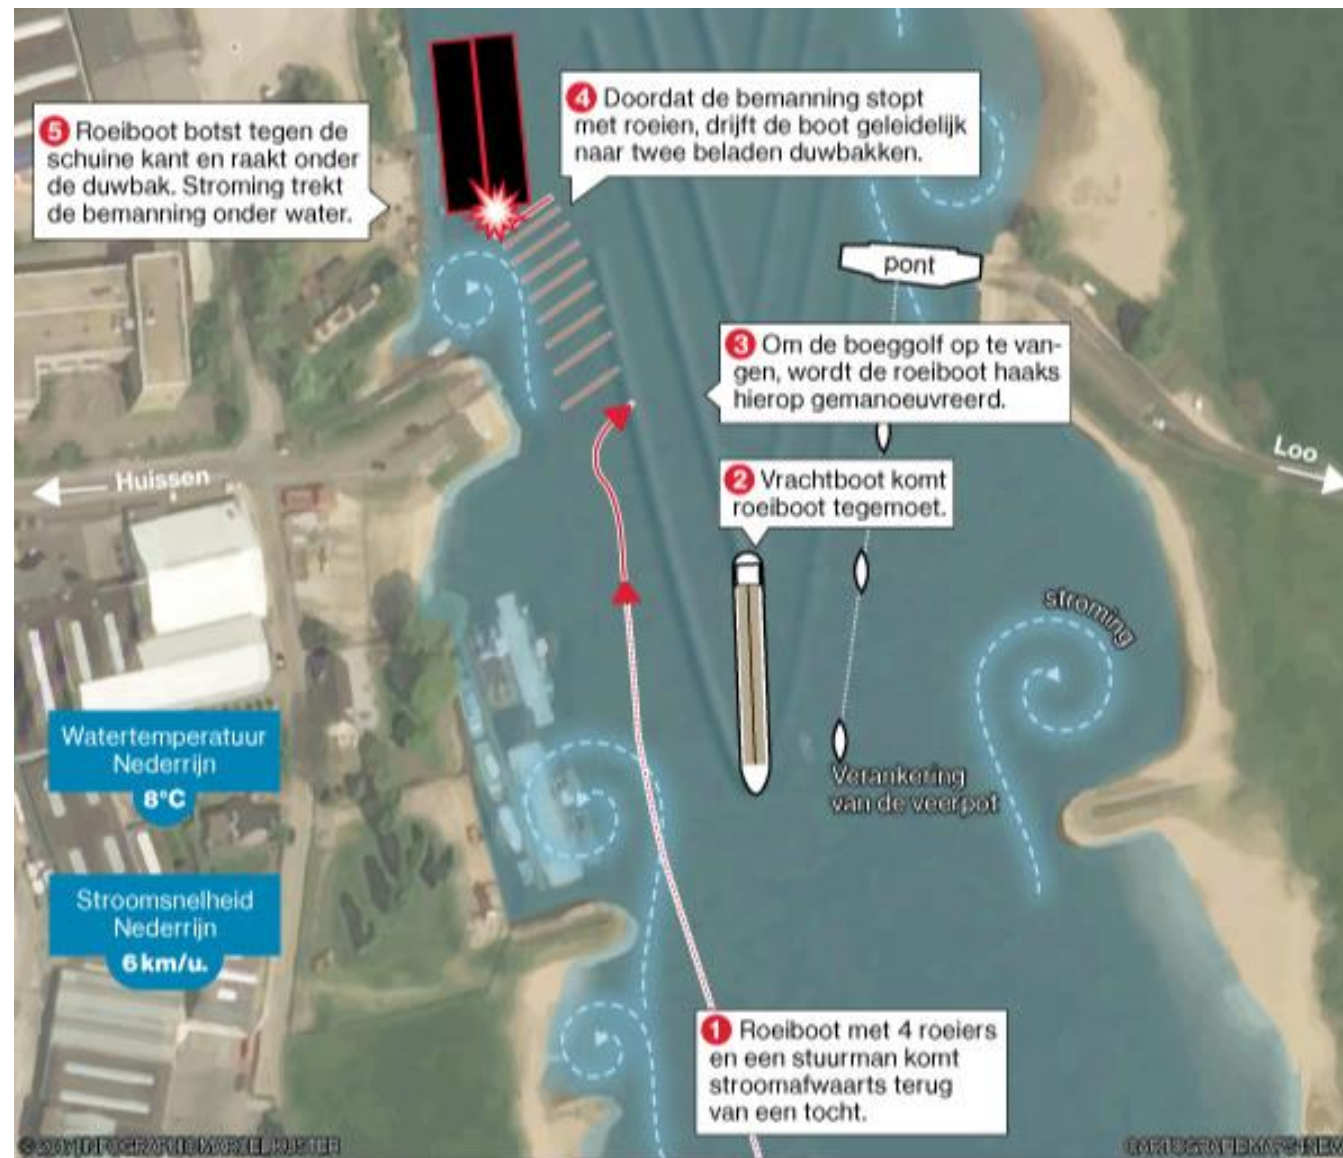 5 Roeiboot botst tegen de
schuine kant en raakt onder
de duwbak. Stroming trekt
de bemanning onder water.
4 Doordat de bemanning stopt
met roeien, drijft de boot geleidelijk
naar twee beladen duwbakken.
pont
3 Om de boeggolf op te van-
gen, wordt de roeiboot haaks
hierop gemanoeuvreerd.
Huissen
Loo
2 Vrachtboot komt
roeiboot tegemoet.
stroming
Watertemperatuur
Nederrijn
8°C
Verankering
van de veerpot
Stroomsnelheid
Nederrijn
6 km/u.
1 Roeiboot met 4 roeiers
en een stuurman komt
stroomafwaarts terug
van een tocht.
INFOGRAPHIC MARCEL KUSTER